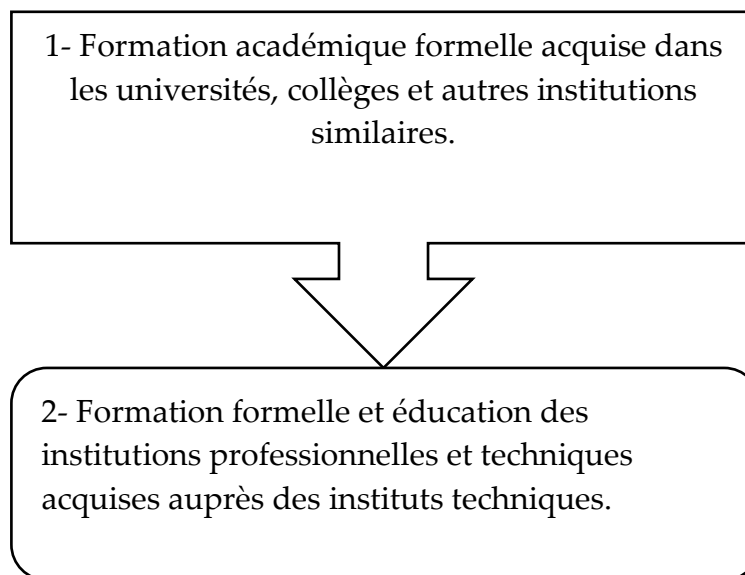 1- Formation académique formelle acquise dans
les universités, collèges et autres institutions
similaires.
2- Formation formelle et éducation des
institutions professionnelles et techniques
acquises auprès des instituts techniques.